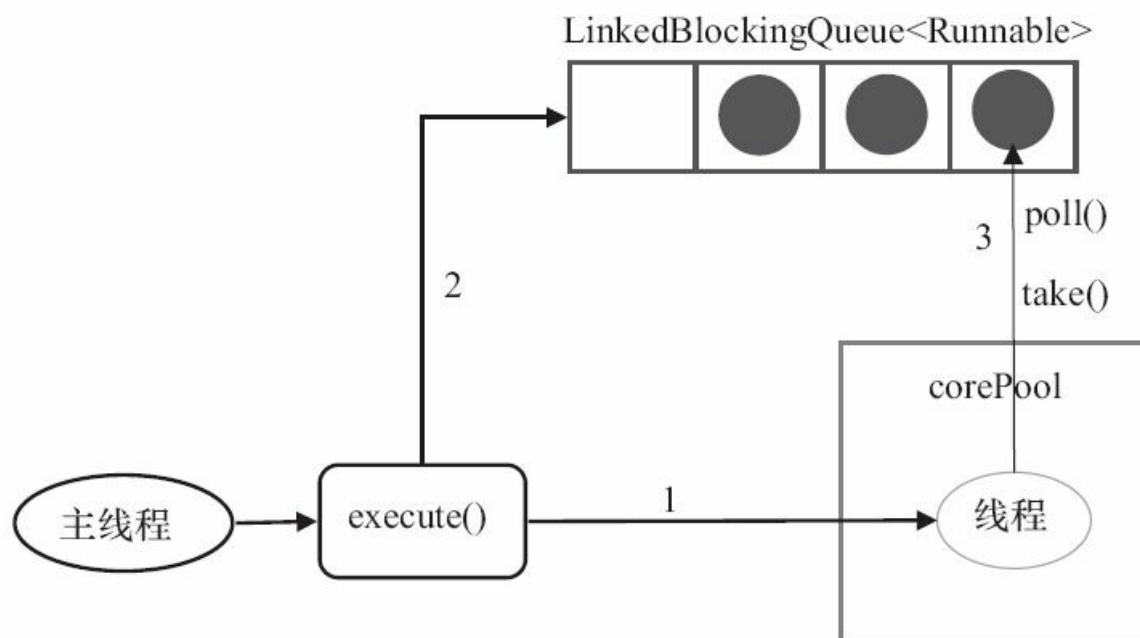 LinkedBlockingQueue<Runnable>
poll()
3
take()
2
corePool
主线程
execute()
1
线程